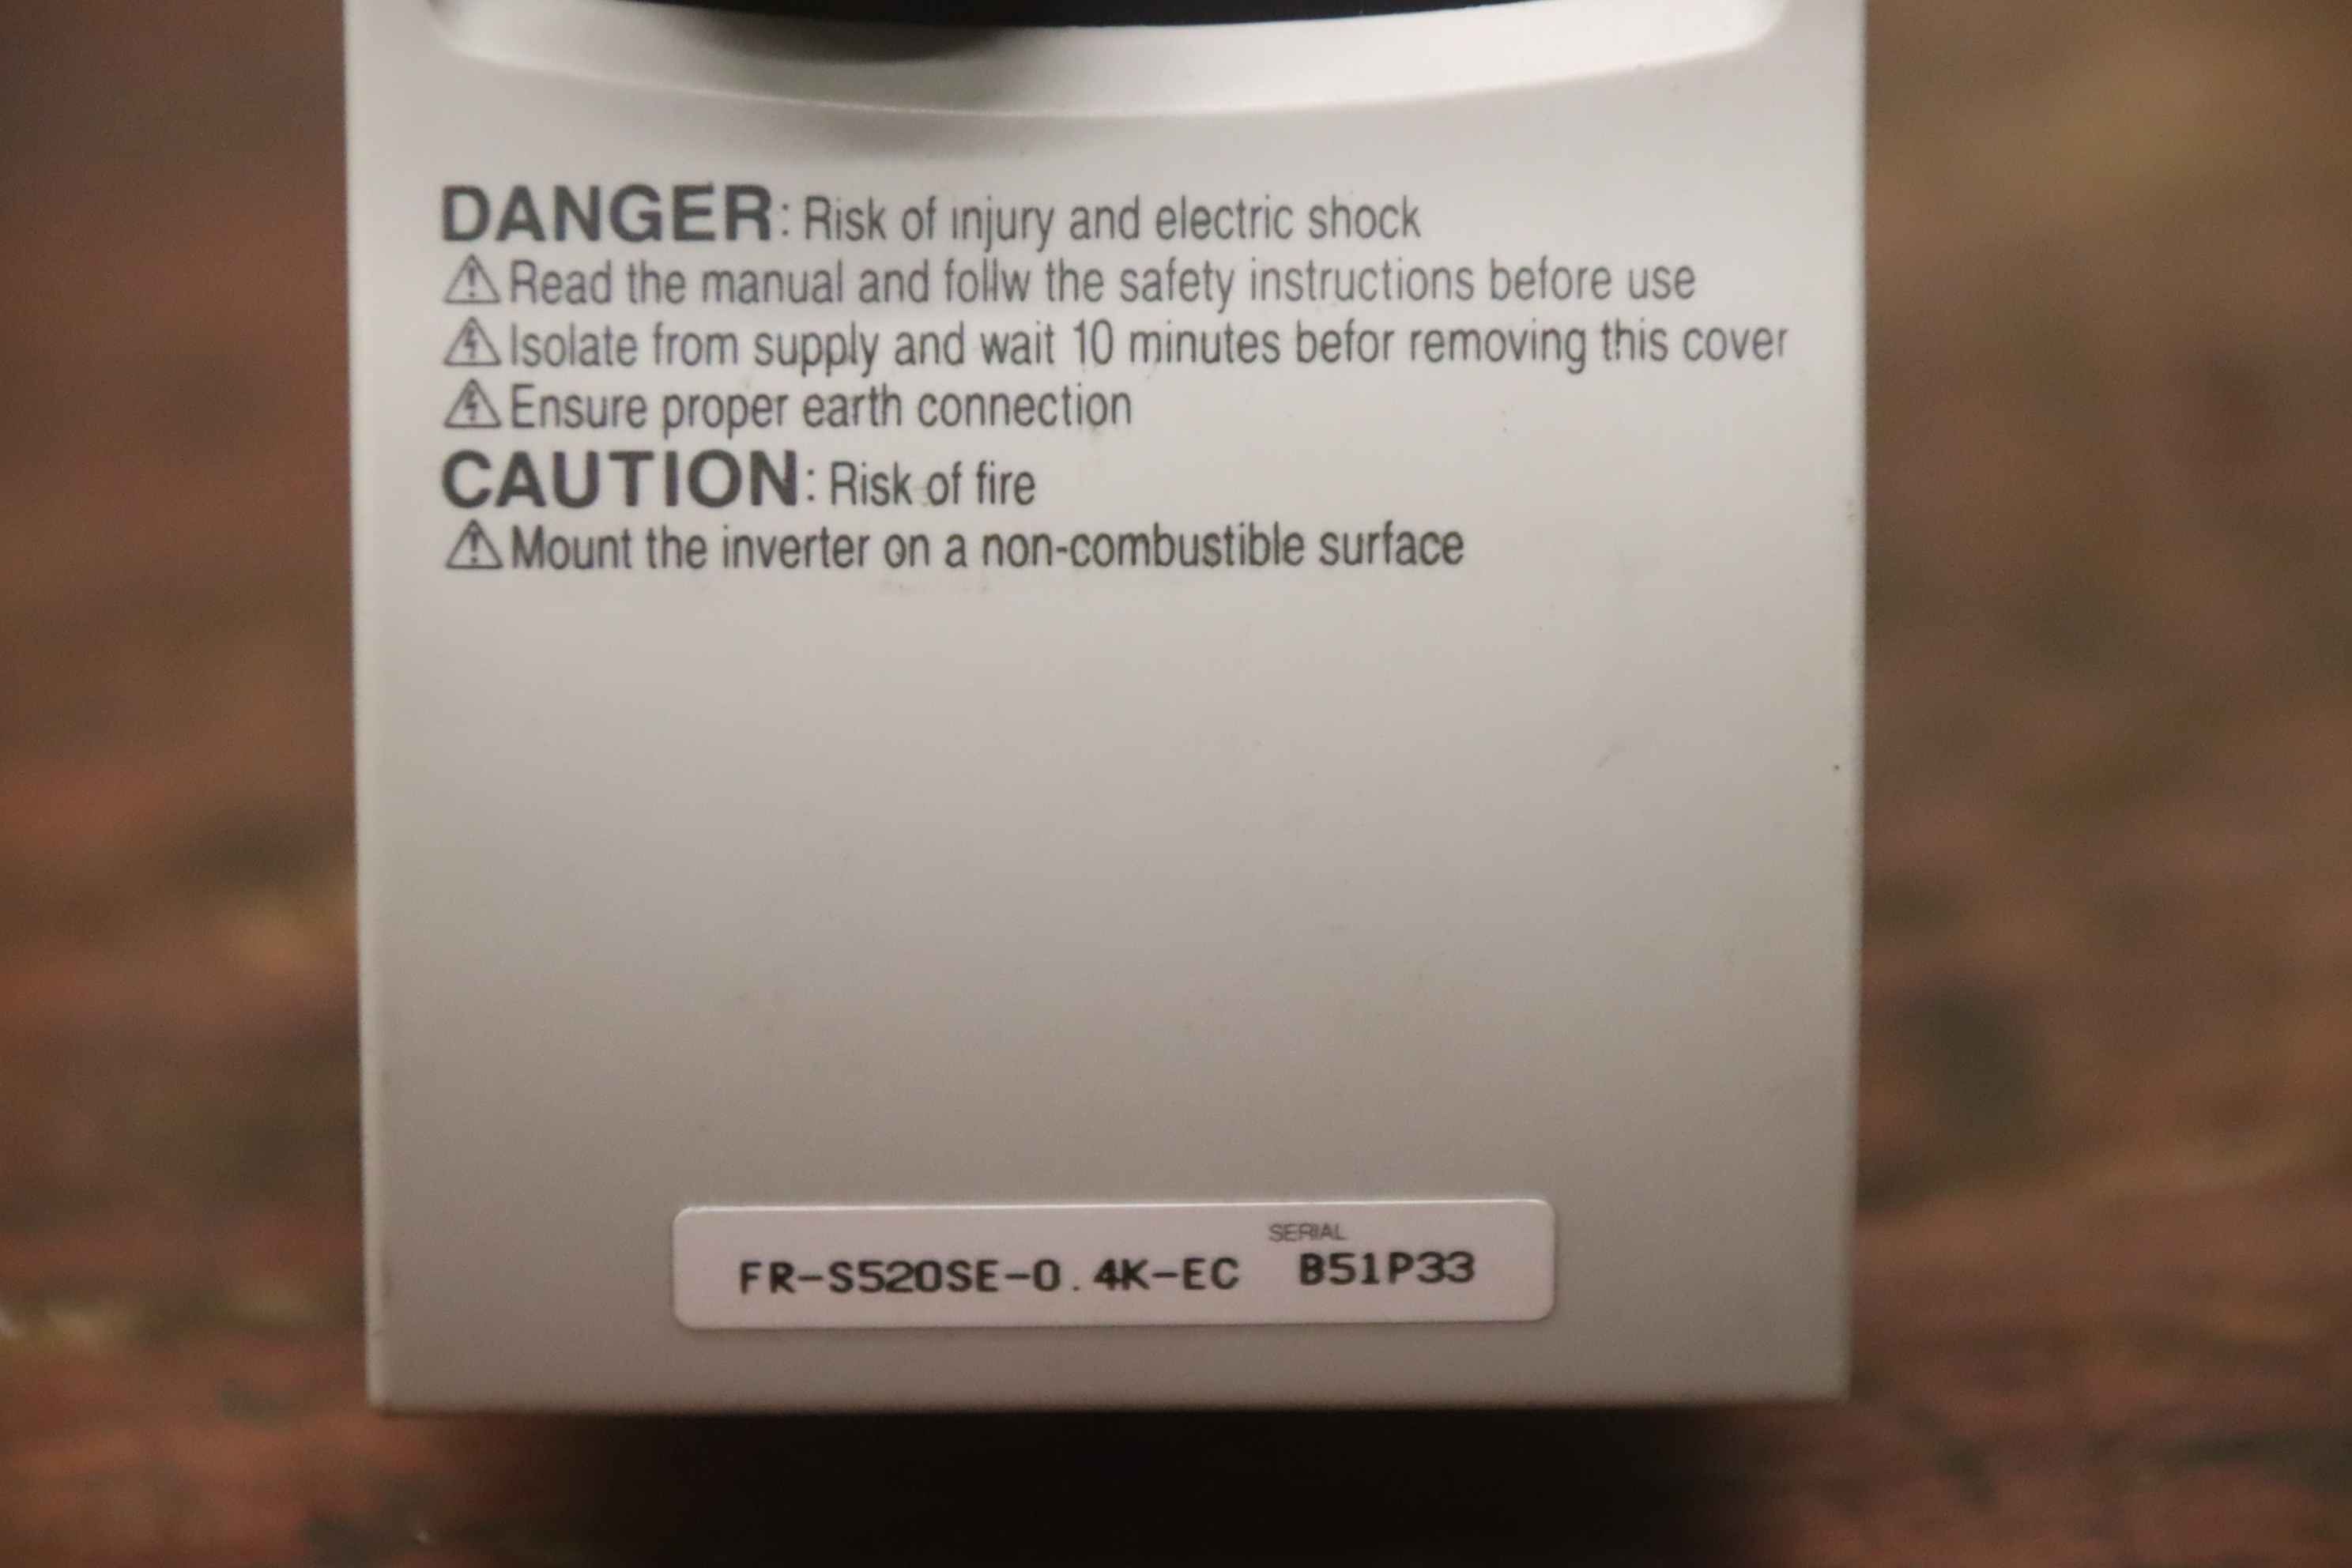 DANGER: Risk of injury and electric shock
Read the manual and follw the safety instructions before use
Isolate from supply and wait 10 minutes befor removing this cover
Ensure proper earth connection
CAUTION: Risk of fire
Mount the inverter on a non-combustible surface
SERIAL
FR-S520SE-0.4K-EC B51P33